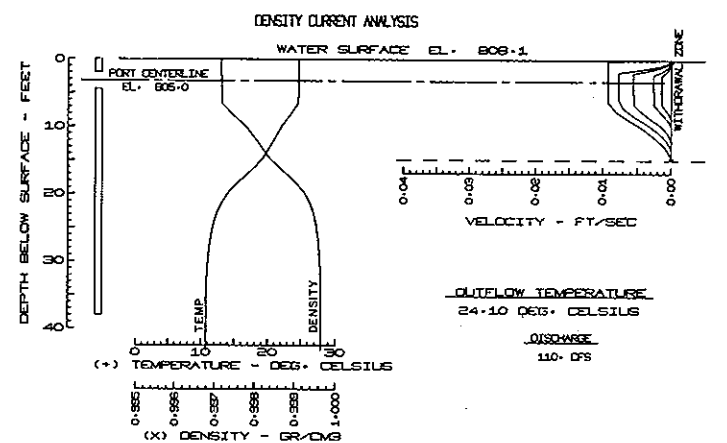 DENSITY CURRENT ANALYSIS
WATER SURFACE EL. 808.1
PORT CENTERLINE
EL. 805.0
WITHDRAWAL ZONE
DEPTH BELOW SURFACE - FEET
0
10
20
30
40
TEMP
DENSITY
0.04
0.03
0.02
0.01
0.00
VELOCITY - FT/SEC
OUTFLOW TEMPERATURE
24.10 DEG. CELSIUS
DISCHARGE
110. CFS
0
10
20
30
(+) TEMPERATURE - DEG. CELSIUS
0.995
0.996
0.997
0.998
0.999
1.000
(X) DENSITY - GR/CM3